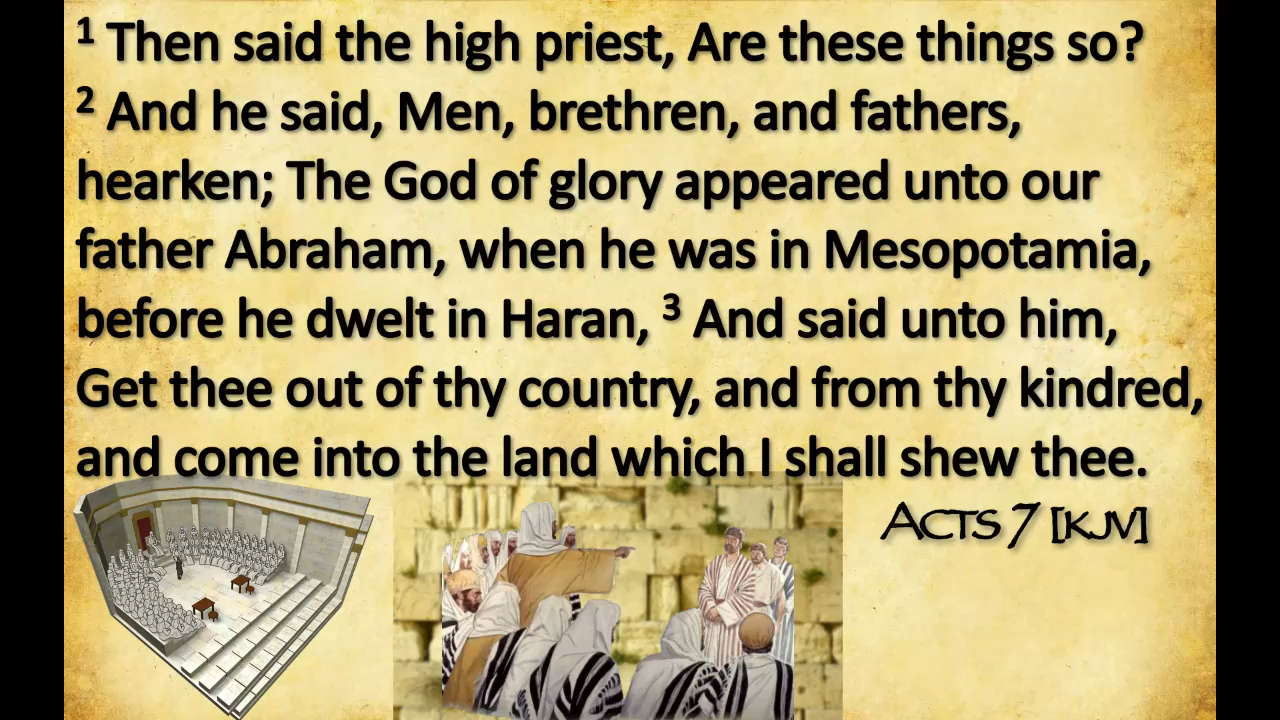 1 Then said the high priest, Are these things so?
2 And he said, Men, brethren, and fathers,
hearken; The God of glory appeared unto our
father Abraham, when he was in Mesopotamia,
before he dwelt in Haran, 3 And said unto him,
Get thee out of thy country, and from thy kindred,
and come into the land which I shall shew thee.
Acts 7 [KJV]